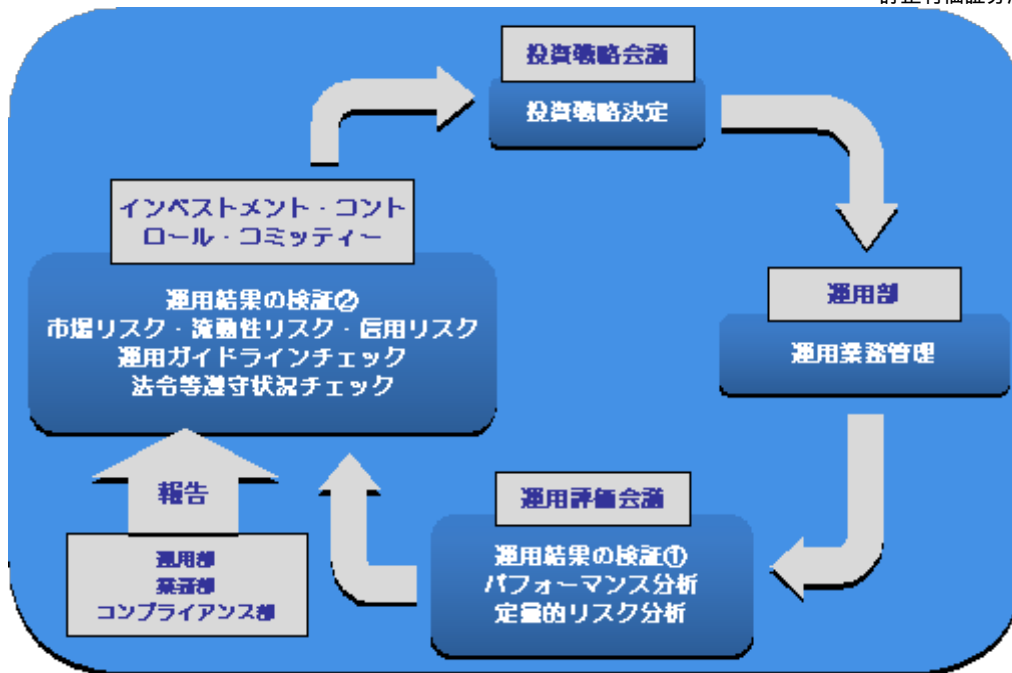 投資戦略会議
投資戦略決定
インベストメント・コント
ロール・コミッティー
運用結果の検証②
市場リスク・流動性リスク・信用リスク
運用ガイドラインチェック
法令等遵守状況チェック
運用部
運用業務管理
報告
運用部
業務部
コンプライアンス部
運用評価会議
運用結果の検証①
パフォーマンス分析
定量的リスク分析